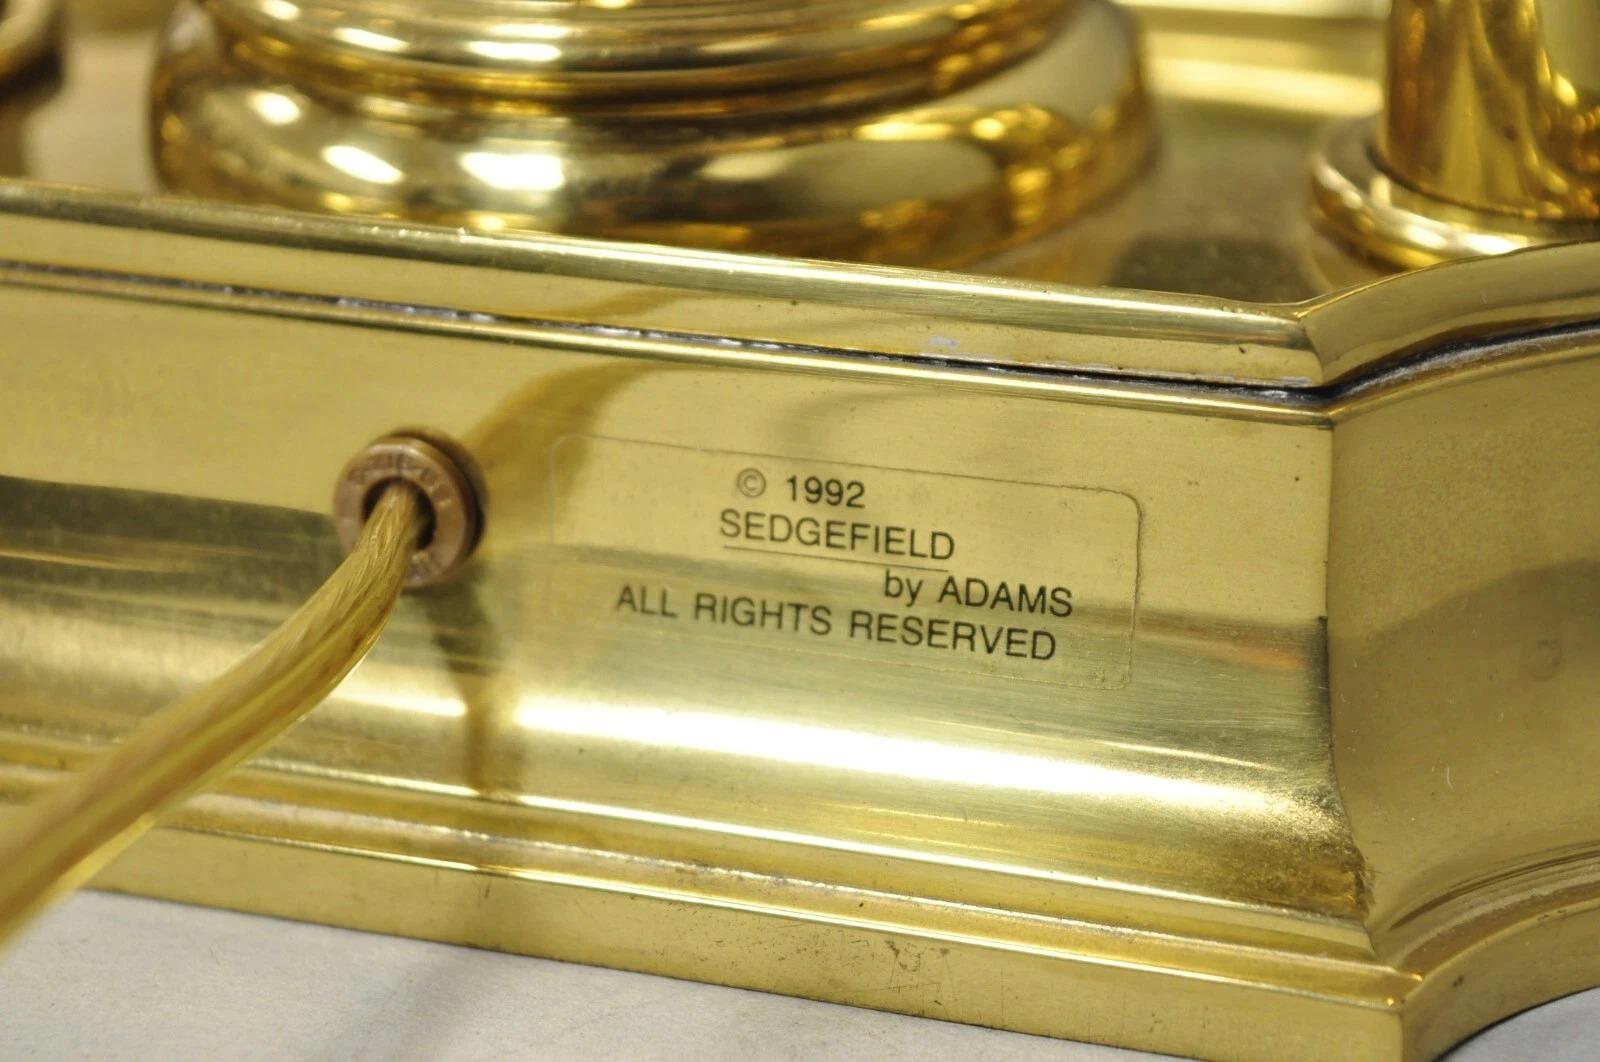 © 1992
SEDGEFIELD
by ADAMS
ALL RIGHTS RESERVED